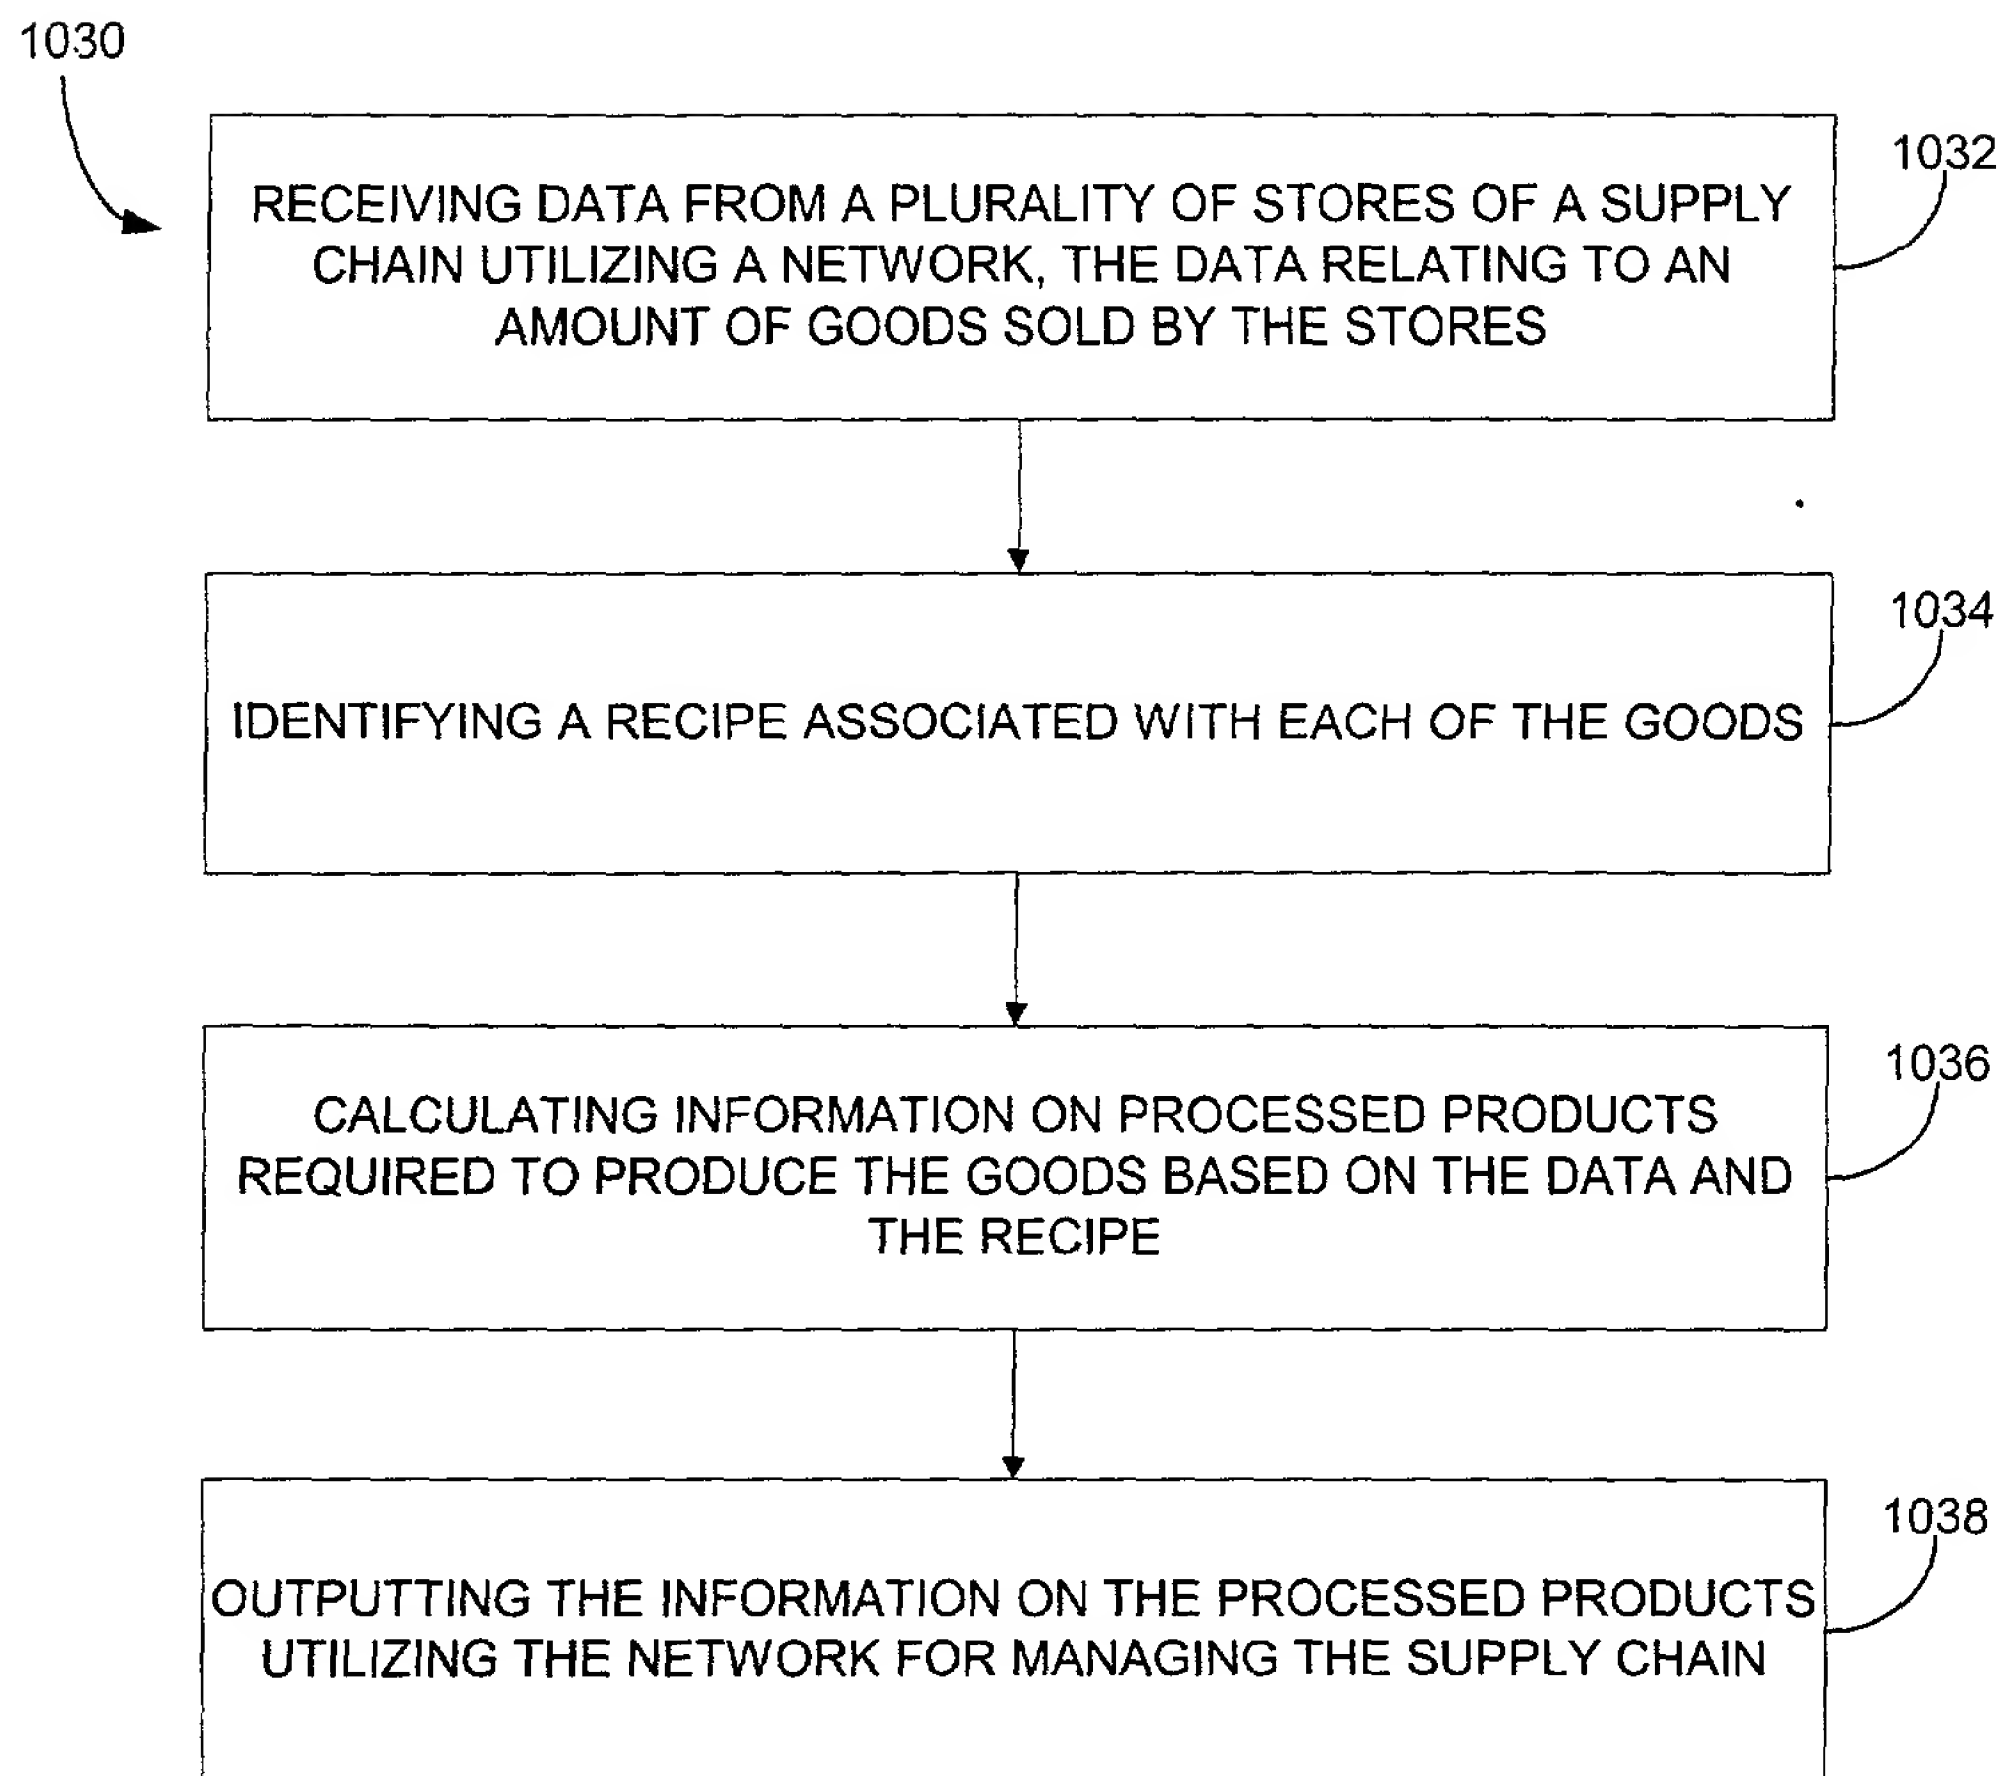 1030
1032
RECEIVING DATA FROM A PLURALITY OF STORES OF A SUPPLY
CHAIN UTILIZING A NETWORK, THE DATA RELATING TO AN
AMOUNT OF GOODS SOLD BY THE STORES
1034
IDENTIFYING A RECIPE ASSOCIATED WITH EACH OF THE GOODS
1036
CALCULATING INFORMATION ON PROCESSED PRODUCTS
REQUIRED TO PRODUCE THE GOODS BASED ON THE DATA AND
THE RECIPE
1038
OUTPUTTING THE INFORMATION ON THE PROCESSED PRODUCTS
UTILIZING THE NETWORK FOR MANAGING THE SUPPLY CHAIN